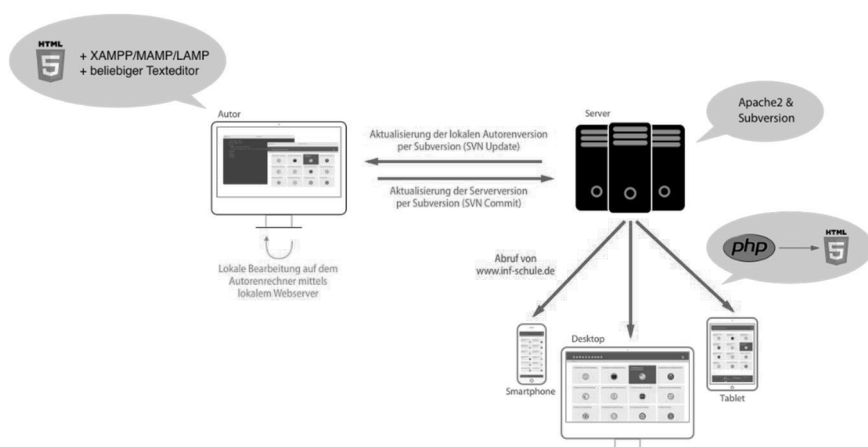 HTML
5
+ XAMPP/MAMP/LAMP
+ beliebiger Texteditor
Autor
Server
Apache2 &
Subversion
Aktualisierung der lokalen Autorenversion
per Subversion (SVN Update)
Aktualisierung der Serverversion
per Subversion (SVN Commit)
Lokale Bearbeitung auf dem
Autorenrechner mittels
lokalem Webserver
Abruf von
www.inf-schule.de
php
HTML
5
Smartphone
Desktop
Tablet